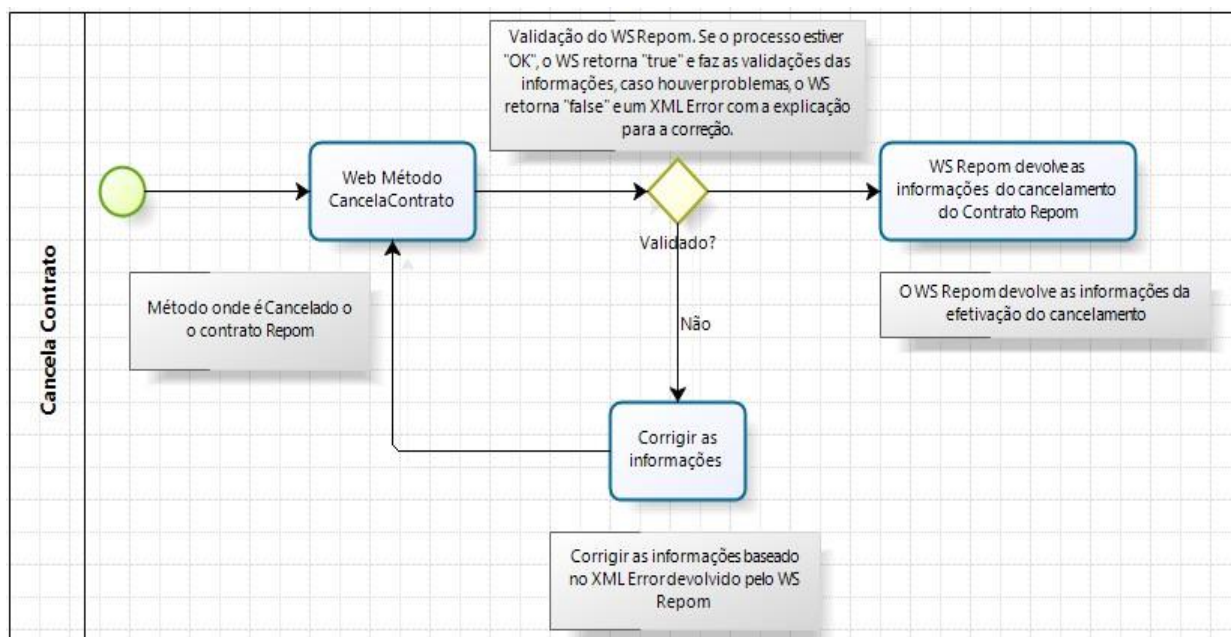 Cancela Contrato
Validação do WS Repom. Se o processo estiver
"OK", o WS retorna "true" e faz as validações das
informações, caso houver problemas, o WS
retorna "false" e um XML Error com a explicação
para a correção.
Web Método
CancelaContrato
Validado?
WS Repom devolve as
informações do cancelamento
do Contrato Repom
Método onde é Cancelado o
o contrato Repom
O WS Repom devolve as informações da
efetivação do cancelamento
Não
Corrigir as
informações
Corrigir as informações baseado
no XML Error devolvido pelo WS
Repom